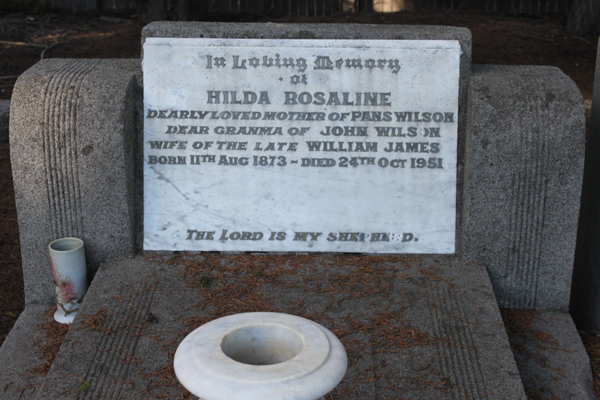 In Loving Memory
of
HILDA ROSALINE
DEARLY LOVED MOTHER OF PANS WILSON
DEAR GRANMA OF JOHN WILSON
WIFE OF THE LATE WILLIAM JAMES
BORN 11TH AUG 1873 - DIED 24TH OCT 1951
THE LORD IS MY SHEPHERD.